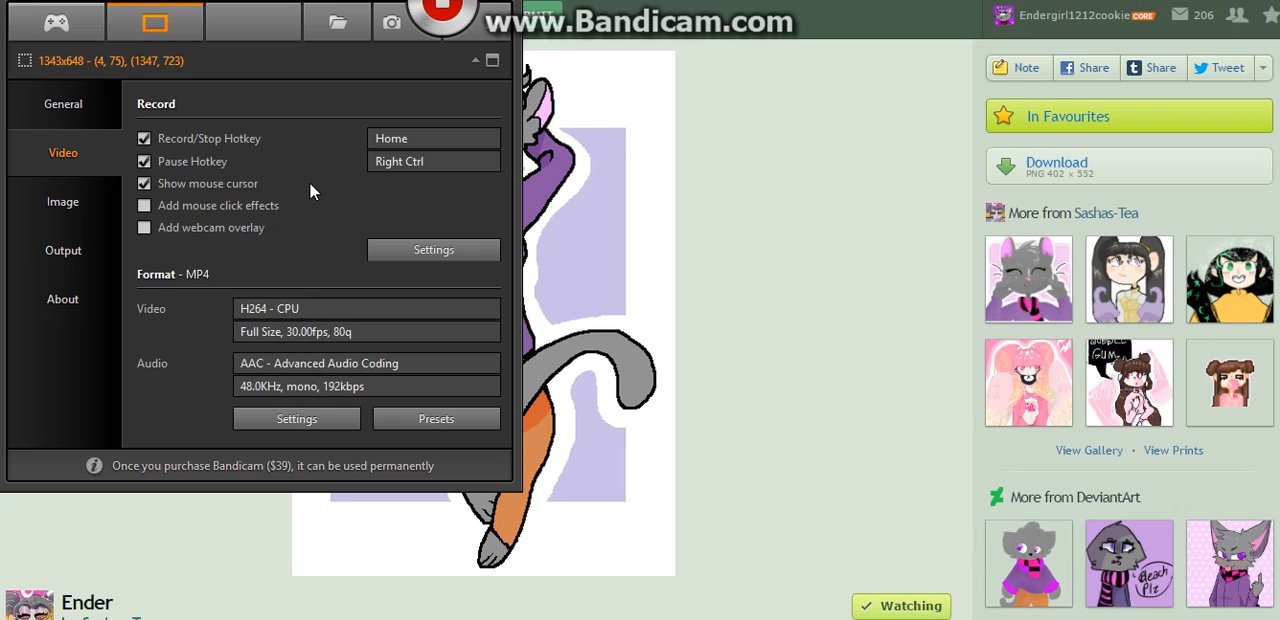 www.Bandicam.com
Endergirl1212cookie CORE 206
1343x648 - (4, 75), (1347, 723)
Note Share Share Tweet
General
Record
In Favourites
Record/Stop Hotkey Home
Video
Pause Hotkey Right Ctrl
Download
PNG 402 × 552
Show mouse cursor
Image
Add mouse click effects
More from Sashas-Tea
Add webcam overlay
Output
Settings
Format - MP4
About
Video H264 - CPU
Full Size, 30.00fps, 80q
Audio AAC - Advanced Audio Coding
48.0KHz, mono, 192kbps
Settings Presets
GUM
View Gallery · View Prints
Once you purchase Bandicam ($39), it can be used permanently
More from DeviantArt
Bleach
Plz
Ender
Watching